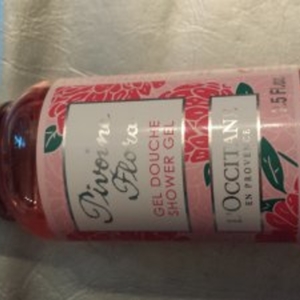 Pivoine
Flora
GEL DOUCHE
SHOWER GEL
L'OCCITANE
EN PROVENCE